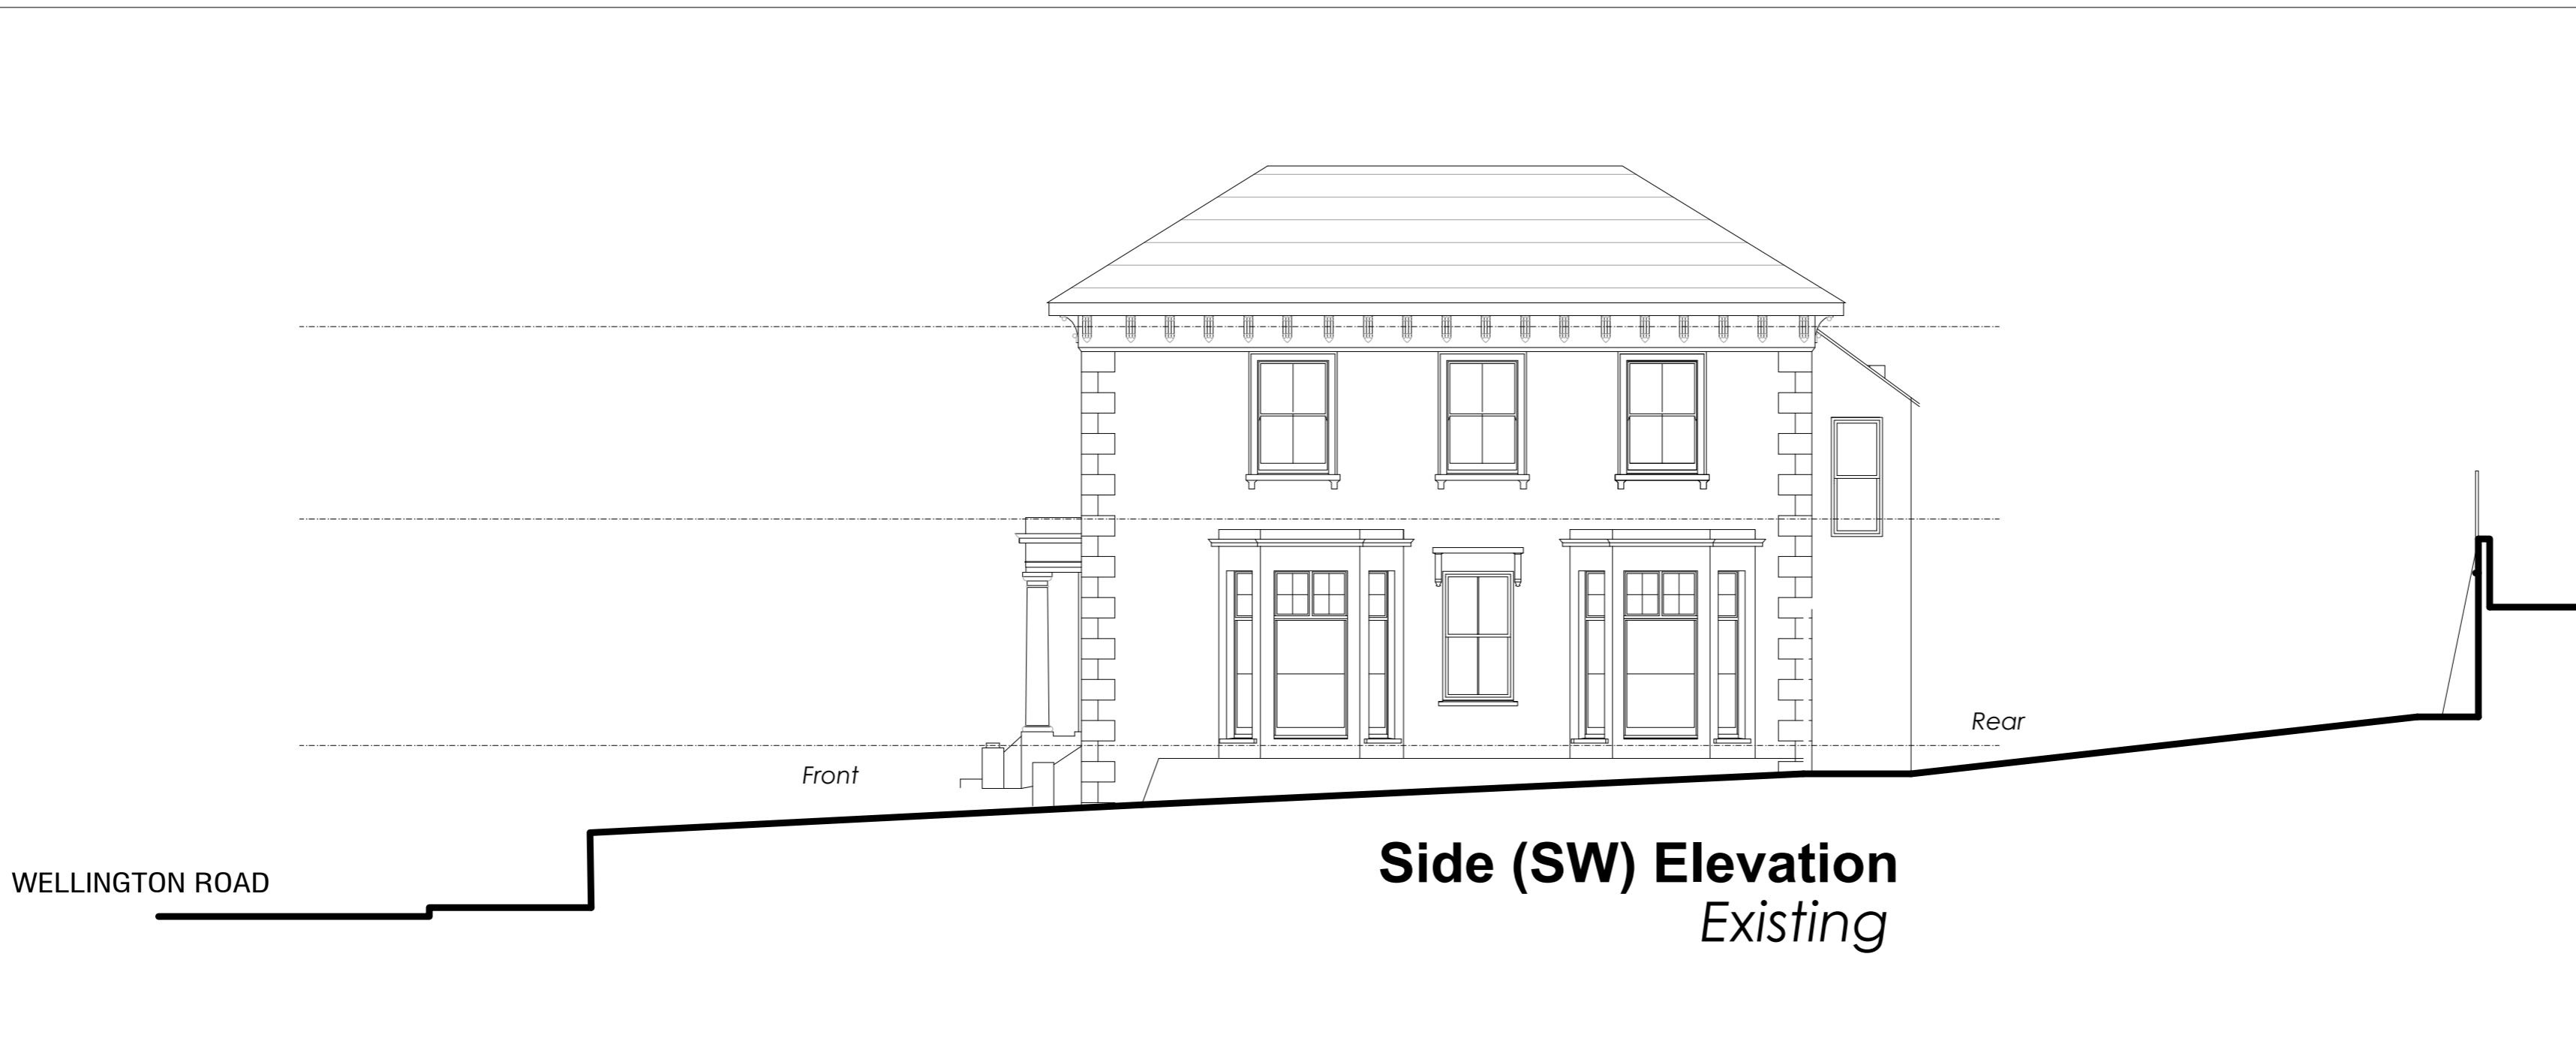 Rear
Front
WELLINGTON ROAD
Side (SW) Elevation
Existing